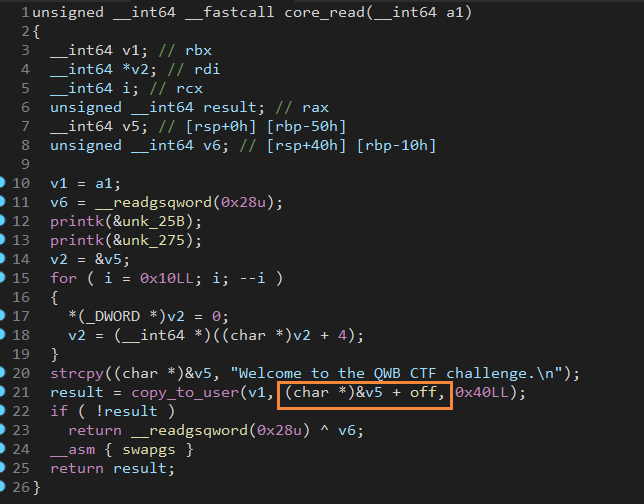 1 unsigned __int64 __fastcall core_read(__int64 a1)
2 {
3   __int64 v1; // rbx
4   __int64 *v2; // rdi
5   __int64 i; // rcx
6   unsigned __int64 result; // rax
7   __int64 v5; // [rsp+0h] [rbp-50h]
8   unsigned __int64 v6; // [rsp+40h] [rbp-10h]
9
10   v1 = a1;
11   v6 = __readgsqword(0x28u);
12   printk(&unk_25B);
13   printk(&unk_275);
14   v2 = &v5;
15   for ( i = 0x10LL; i; --i )
16   {
17     *(_DWORD *)v2 = 0;
18     v2 = (__int64 *)((char *)v2 + 4);
19   }
20   strcpy((char *)&v5, "Welcome to the QWB CTF challenge.\n");
21   result = copy_to_user(v1, (char *)&v5 + off, 0x40LL);
22   if ( !result )
23     return __readgsqword(0x28u) ^ v6;
24   __asm { swapgs }
25   return result;
26 }